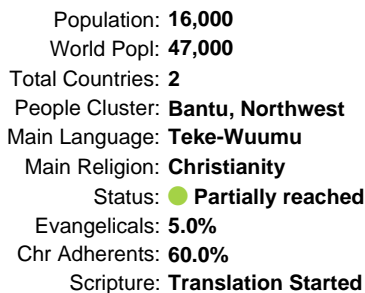 Population: 16,000
World Popl: 47,000
Total Countries: 2
People Cluster: Bantu, Northwest
Main Language: Teke-Wuumu
Main Religion: Christianity
Status: Partially reached
Evangelicals: 5.0%
Chr Adherents: 60.0%
Scripture: Translation Started